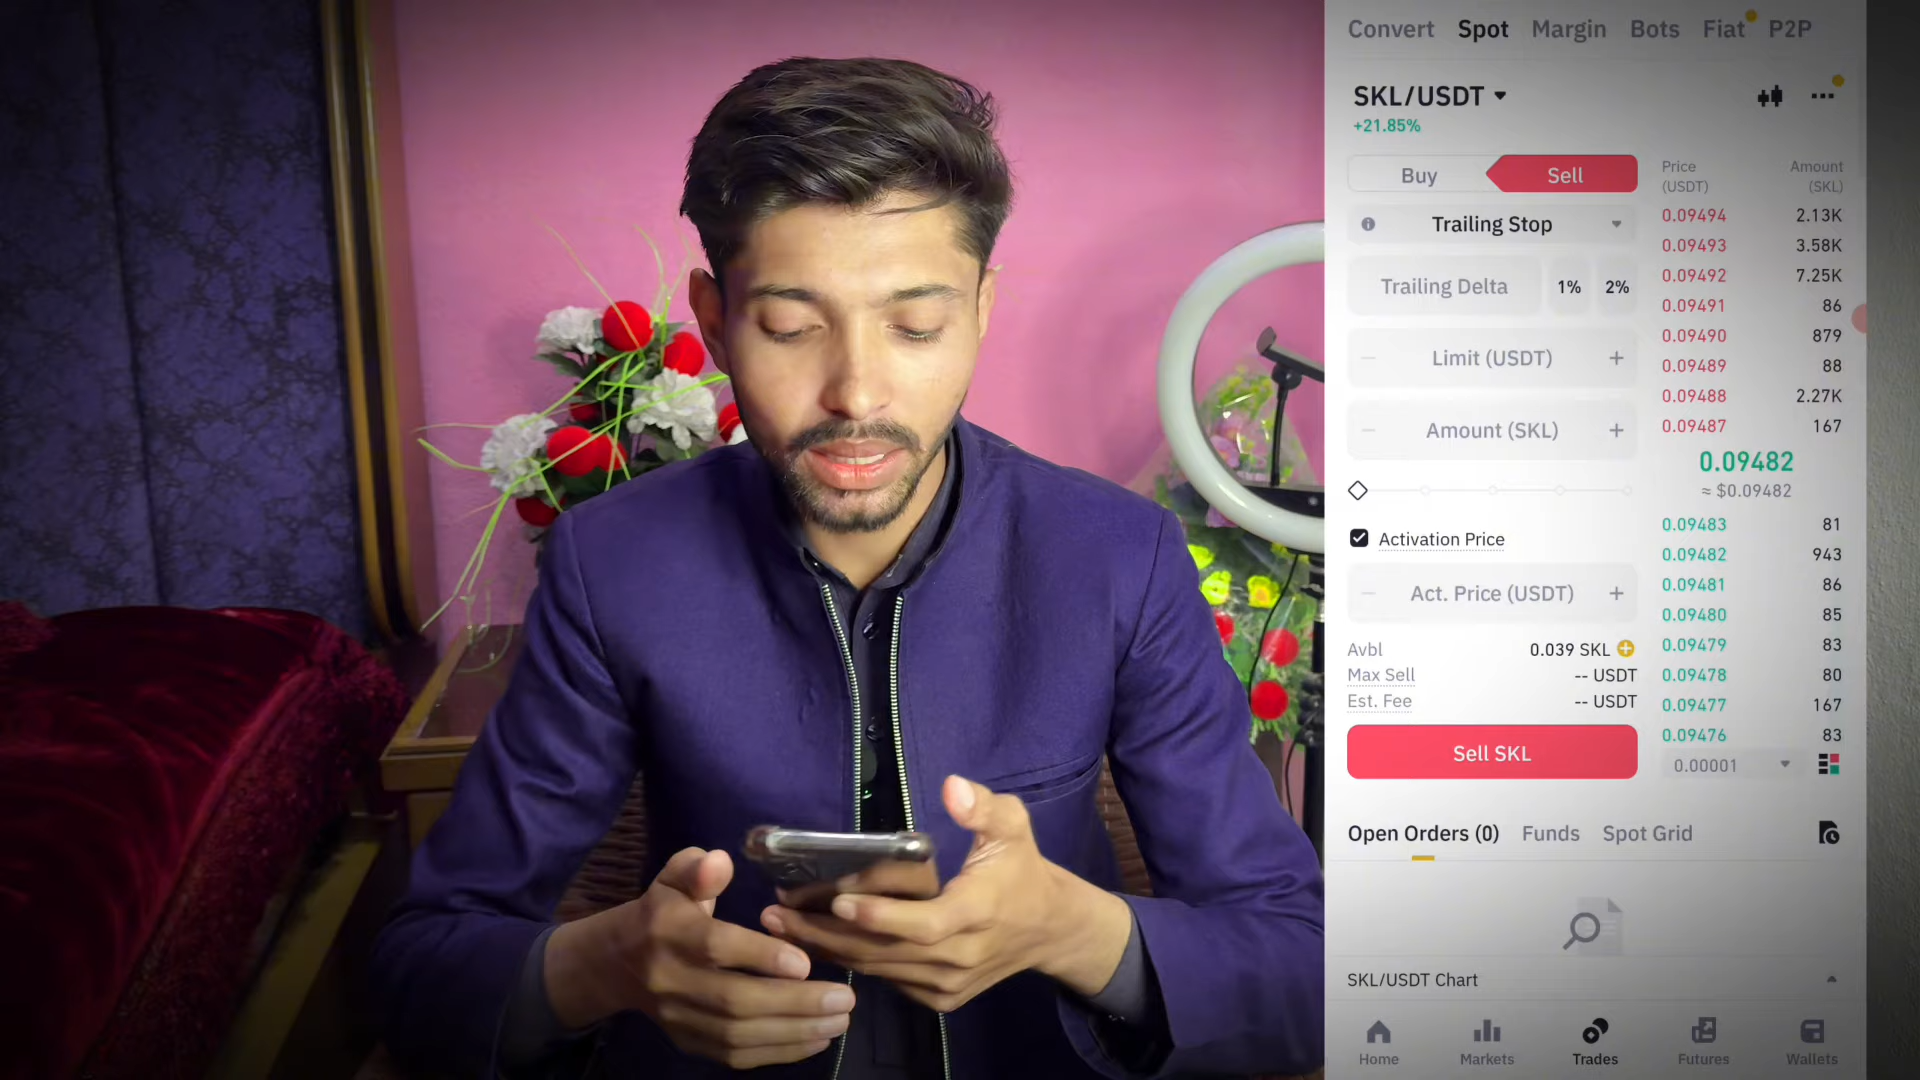 Convert Spot Margin Bots Fiat P2P
SKL/USDT
+21.85%
Buy Sell
Trailing Stop
Trailing Delta 1% 2%
Limit (USDT)
Amount (SKL)
Activation Price
Act. Price (USDT)
Avbl 0.039 SKL
Max Sell -- USDT
Est. Fee -- USDT
Sell SKL
Price Amount
(USDT) (SKL)
0.09494 2.13K
0.09493 3.58K
0.09492 7.25K
0.09491 86
0.09490 879
0.09489 88
0.09488 2.27K
0.09487 167
0.09482
≈ $0.09482
0.09483 81
0.09482 943
0.09481 86
0.09480 85
0.09479 83
0.09478 80
0.09477 167
0.09476 83
0.00001
Open Orders (0) Funds Spot Grid
SKL/USDT Chart
Home Markets Trades Futures Wallets